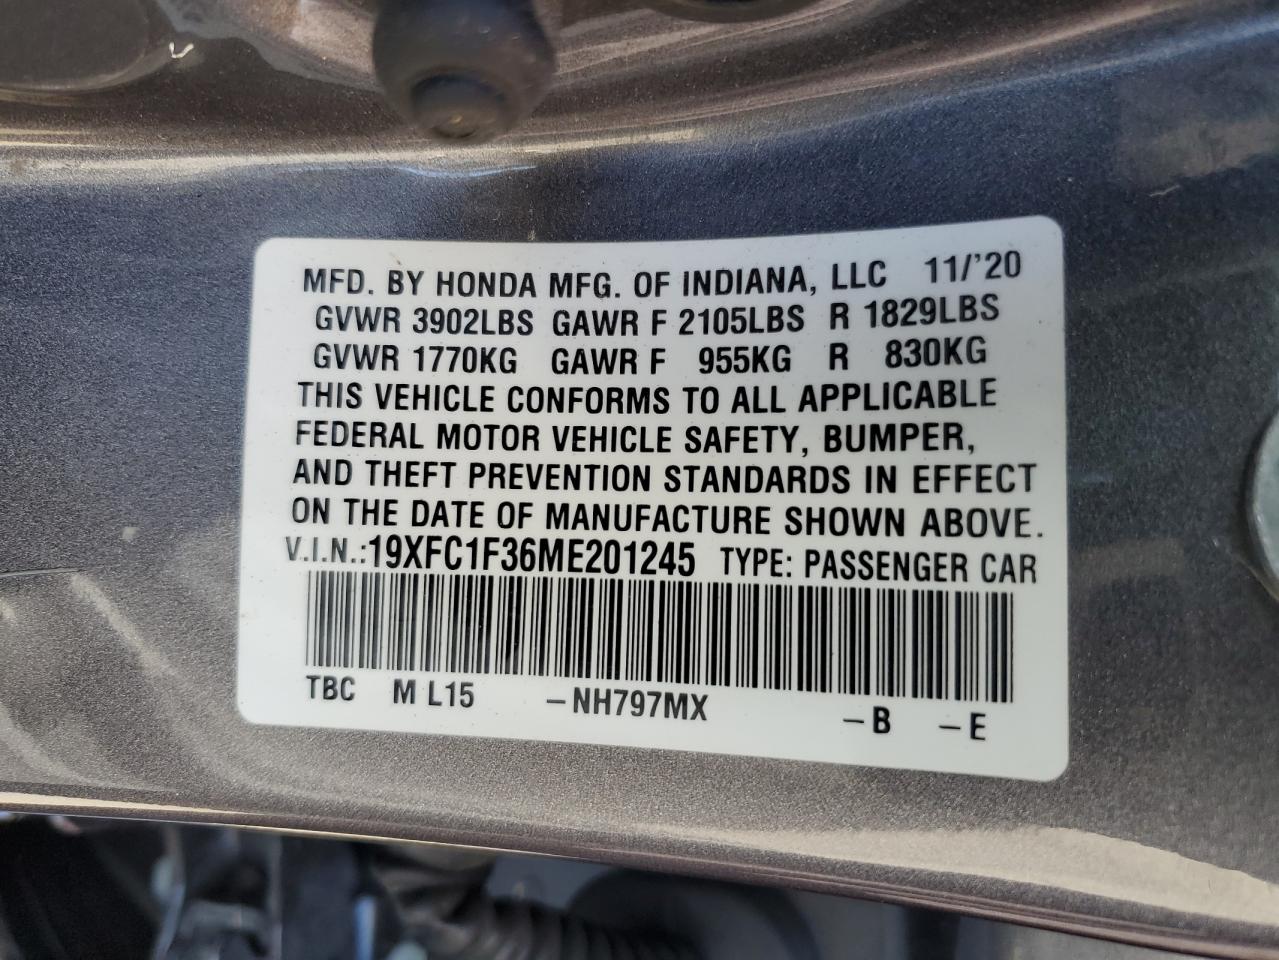 MFD. BY HONDA MFG. OF INDIANA, LLC 11/'20
GVWR 3902LBS GAWR F 2105LBS R 1829LBS
GVWR 1770KG GAWR F 955KG R 830KG
THIS VEHICLE CONFORMS TO ALL APPLICABLE
FEDERAL MOTOR VEHICLE SAFETY, BUMPER,
AND THEFT PREVENTION STANDARDS IN EFFECT
ON THE DATE OF MANUFACTURE SHOWN ABOVE.
V.I.N.:19XFC1F36ME201245 TYPE: PASSENGER CAR
TBC M L15 -NH797MX -B -E